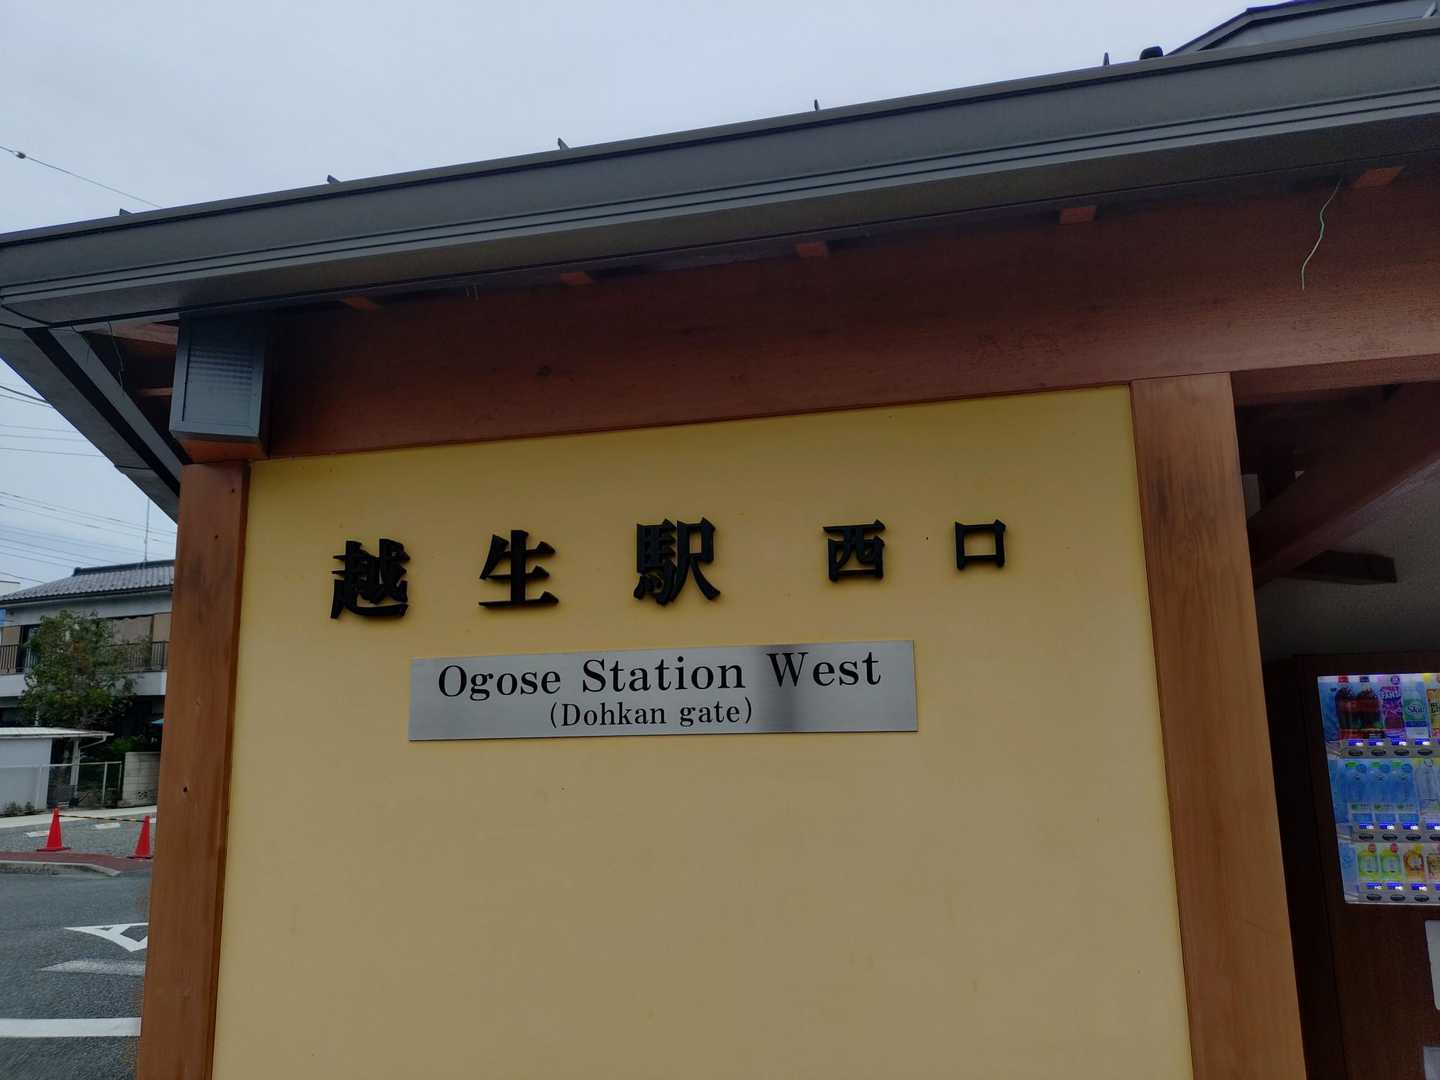 越生駅 西口
Ogose Station West
(Dohkan gate)